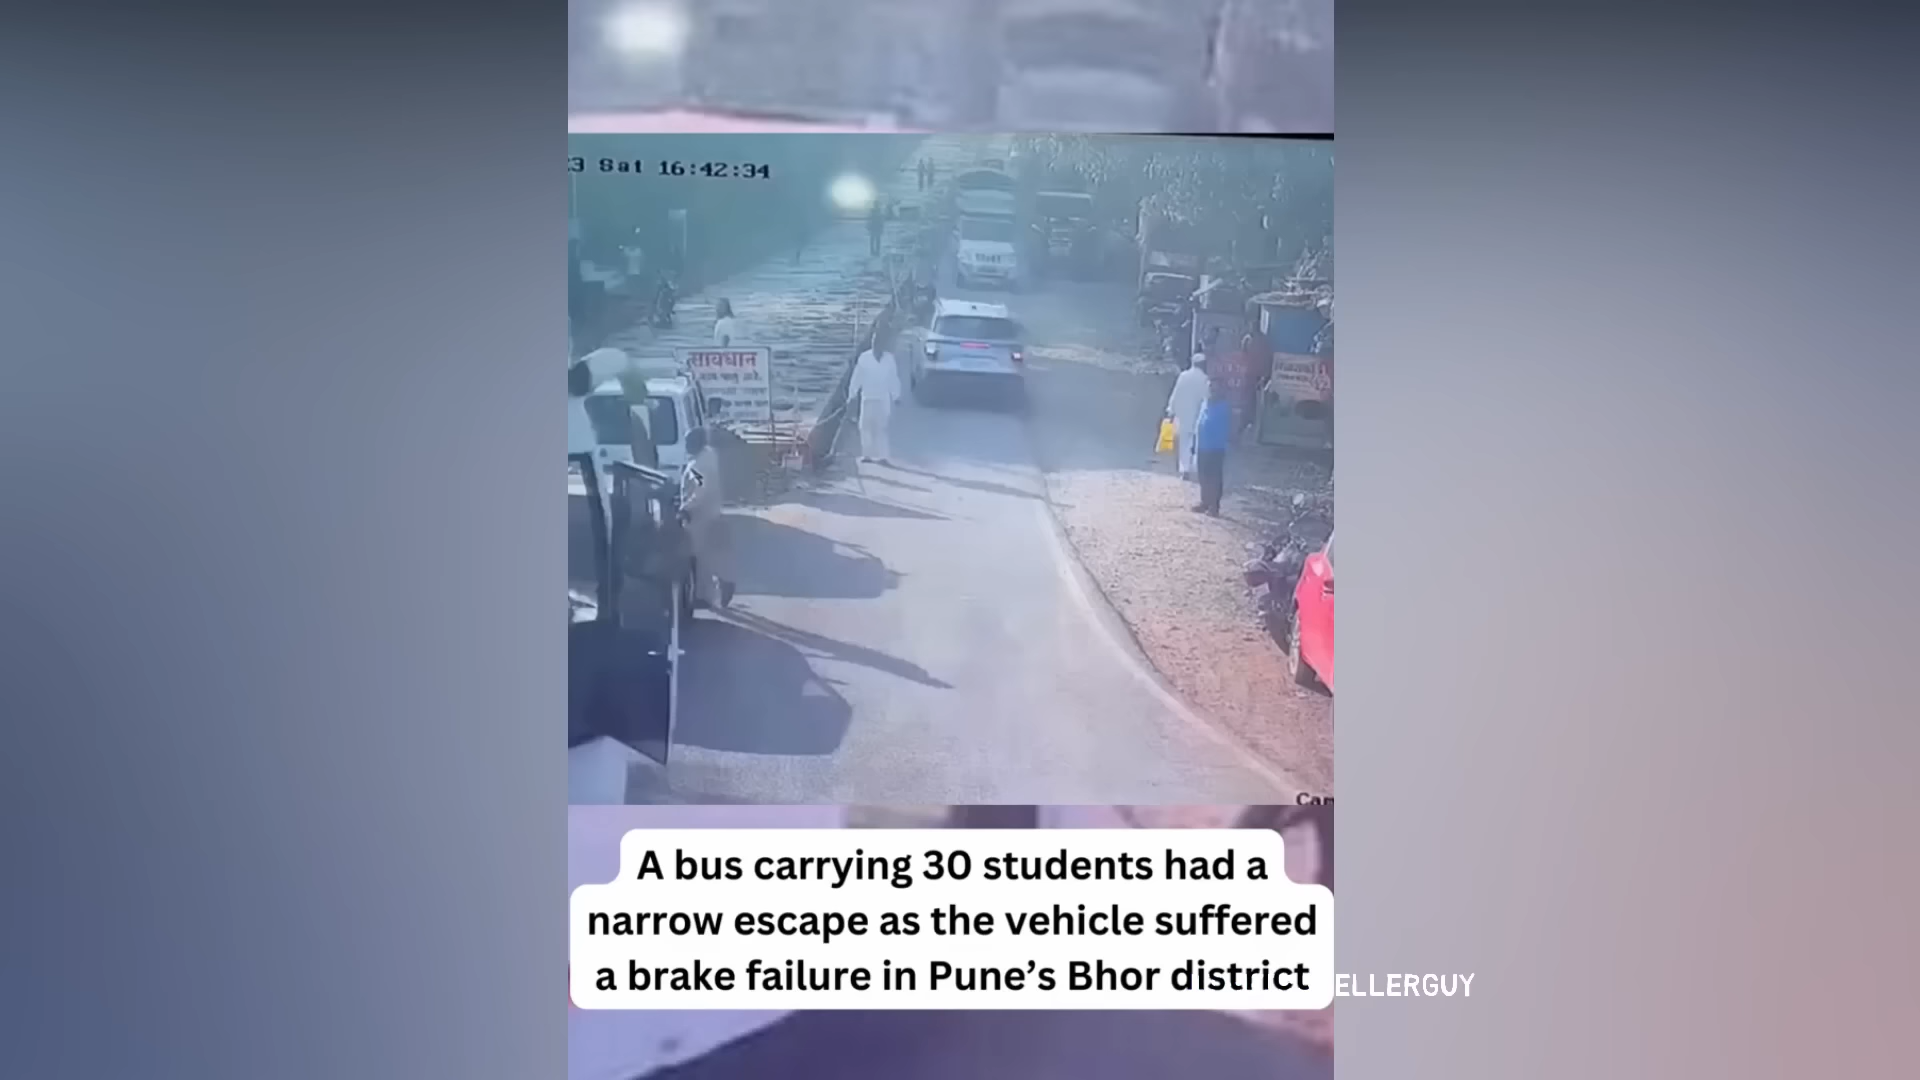 3 Sat 16:42:34
सावधान
Cam
A bus carrying 30 students had a
narrow escape as the vehicle suffered
a brake failure in Pune’s Bhor district
ELLERGUY